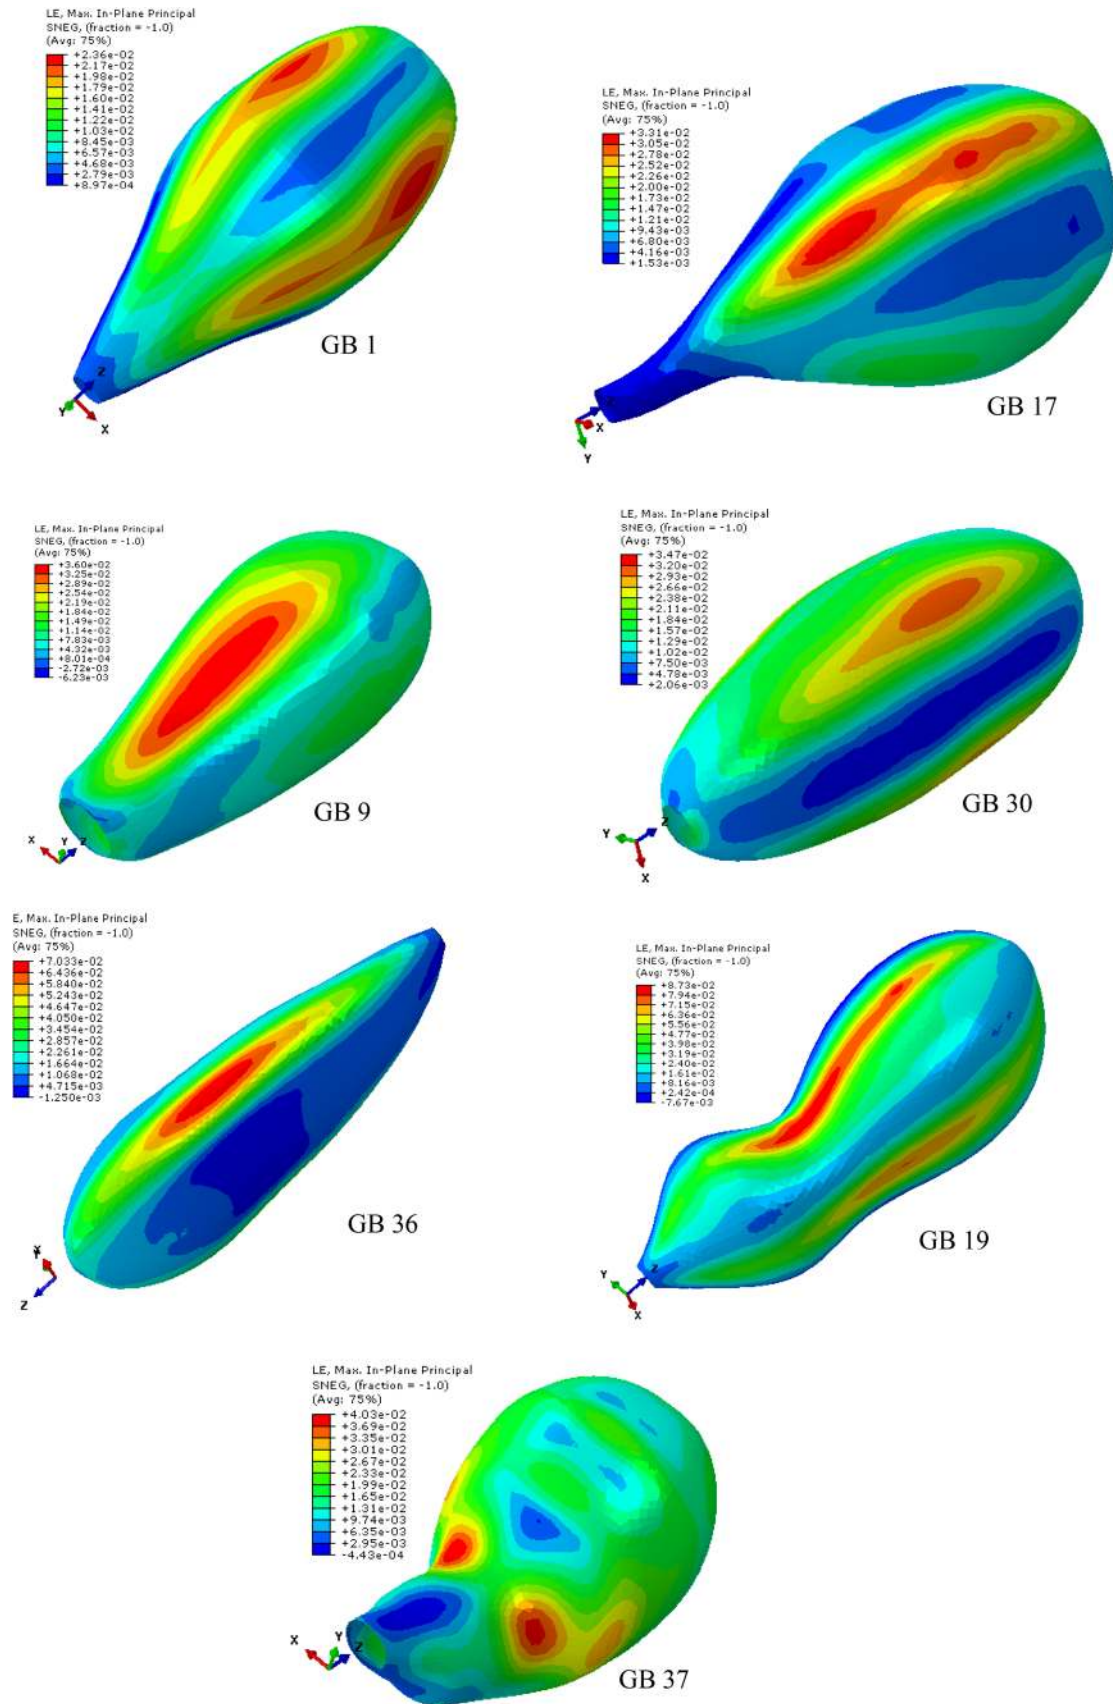 LE, Max. In-Plane Principal
SNEG, (fraction = -1.0)
(Avg: 75%)
+2.36e-02
+2.17e-02
+1.98e-02
+1.79e-02
+1.60e-02
+1.41e-02
+1.22e-02
+1.03e-02
+8.45e-03
+6.57e-03
+4.68e-03
+2.79e-03
+8.97e-04
Z
Y
X
GB 1
LE, Max. In-Plane Principal
SNEG, (fraction = -1.0)
(Avg: 75%)
+3.31e-02
+3.05e-02
+2.78e-02
+2.52e-02
+2.26e-02
+2.00e-02
+1.73e-02
+1.47e-02
+1.21e-02
+9.43e-03
+6.80e-03
+4.16e-03
+1.53e-03
Z
X
Y
GB 17
LE, Max. In-Plane Principal
SNEG, (fraction = -1.0)
(Avg: 75%)
+3.60e-02
+3.25e-02
+2.89e-02
+2.54e-02
+2.19e-02
+1.84e-02
+1.49e-02
+1.14e-02
+7.83e-03
+4.32e-03
+8.01e-04
-2.72e-03
-6.23e-03
X
Y
Z
GB 9
LE, Max. In-Plane Principal
SNEG, (fraction = -1.0)
(Avg: 75%)
+3.47e-02
+3.20e-02
+2.93e-02
+2.66e-02
+2.38e-02
+2.11e-02
+1.84e-02
+1.57e-02
+1.29e-02
+1.02e-02
+7.50e-03
+4.78e-03
+2.06e-03
Y
Z
X
GB 30
E, Max. In-Plane Principal
SNEG, (fraction = -1.0)
(Avg: 75%)
+7.033e-02
+6.436e-02
+5.840e-02
+5.243e-02
+4.647e-02
+4.050e-02
+3.454e-02
+2.857e-02
+2.261e-02
+1.664e-02
+1.068e-02
+4.715e-03
-1.250e-03
Z
GB 36
LE, Max. In-Plane Principal
SNEG, (fraction = -1.0)
(Avg: 75%)
+8.73e-02
+7.94e-02
+7.15e-02
+6.36e-02
+5.56e-02
+4.77e-02
+3.98e-02
+3.19e-02
+2.40e-02
+1.61e-02
+8.16e-03
+2.42e-04
-7.67e-03
Y
Z
X
GB 19
LE, Max. In-Plane Principal
SNEG, (fraction = -1.0)
(Avg: 75%)
+4.03e-02
+3.69e-02
+3.35e-02
+3.01e-02
+2.67e-02
+2.33e-02
+1.99e-02
+1.65e-02
+1.31e-02
+9.74e-03
+6.35e-03
+2.95e-03
-4.43e-04
X
Y
Z
GB 37